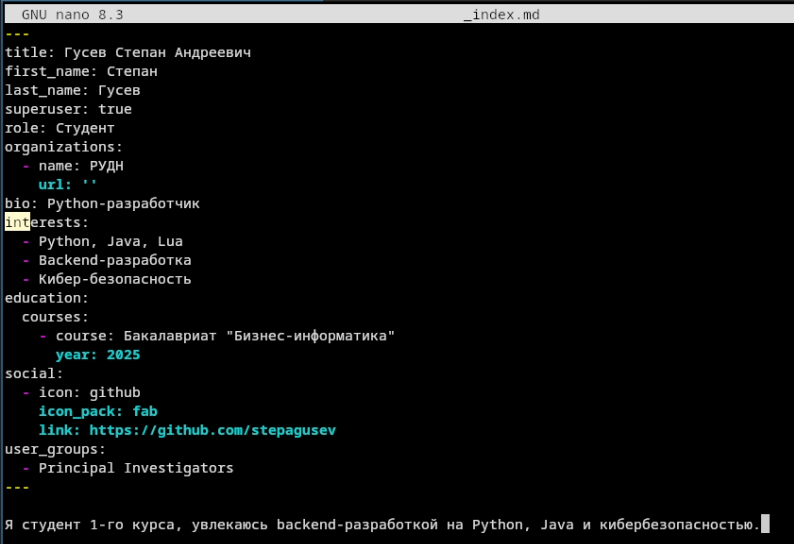 GNU nano 8.3 _index.md
---
title: Гусев Степан Андреевич
first_name: Степан
last_name: Гусев
superuser: true
role: Студент
organizations:
  - name: РУДН
    url: ''
bio: Python-разработчик
interests:
  - Python, Java, Lua
  - Backend-разработка
  - Кибер-безопасность
education:
  courses:
    - course: Бакалавриат "Бизнес-информатика"
      year: 2025
social:
  - icon: github
    icon_pack: fab
    link: https://github.com/stepagusev
user_groups:
  - Principal Investigators
---
Я студент 1-го курса, увлекаюсь backend-разработкой на Python, Java и кибербезопасностью.